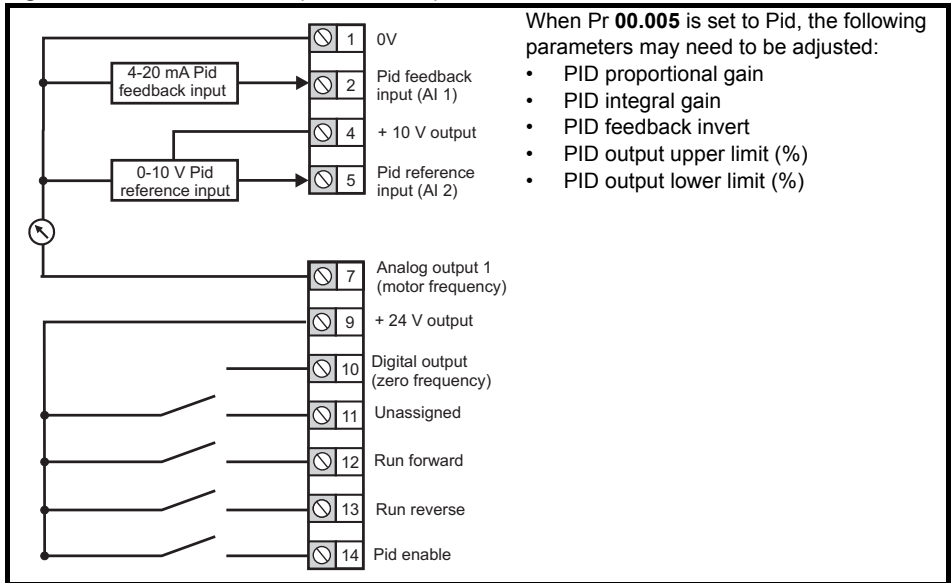 1 0V
4-20 mA Pid
feedback input
2 Pid feedback
input (AI 1)
4 + 10 V output
0-10 V Pid
reference input
5 Pid reference
input (AI 2)
7 Analog output 1
(motor frequency)
9 + 24 V output
10 Digital output
(zero frequency)
11 Unassigned
12 Run forward
13 Run reverse
14 Pid enable
When Pr 00.005 is set to Pid, the following
parameters may need to be adjusted:
• PID proportional gain
• PID integral gain
• PID feedback invert
• PID output upper limit (%)
• PID output lower limit (%)